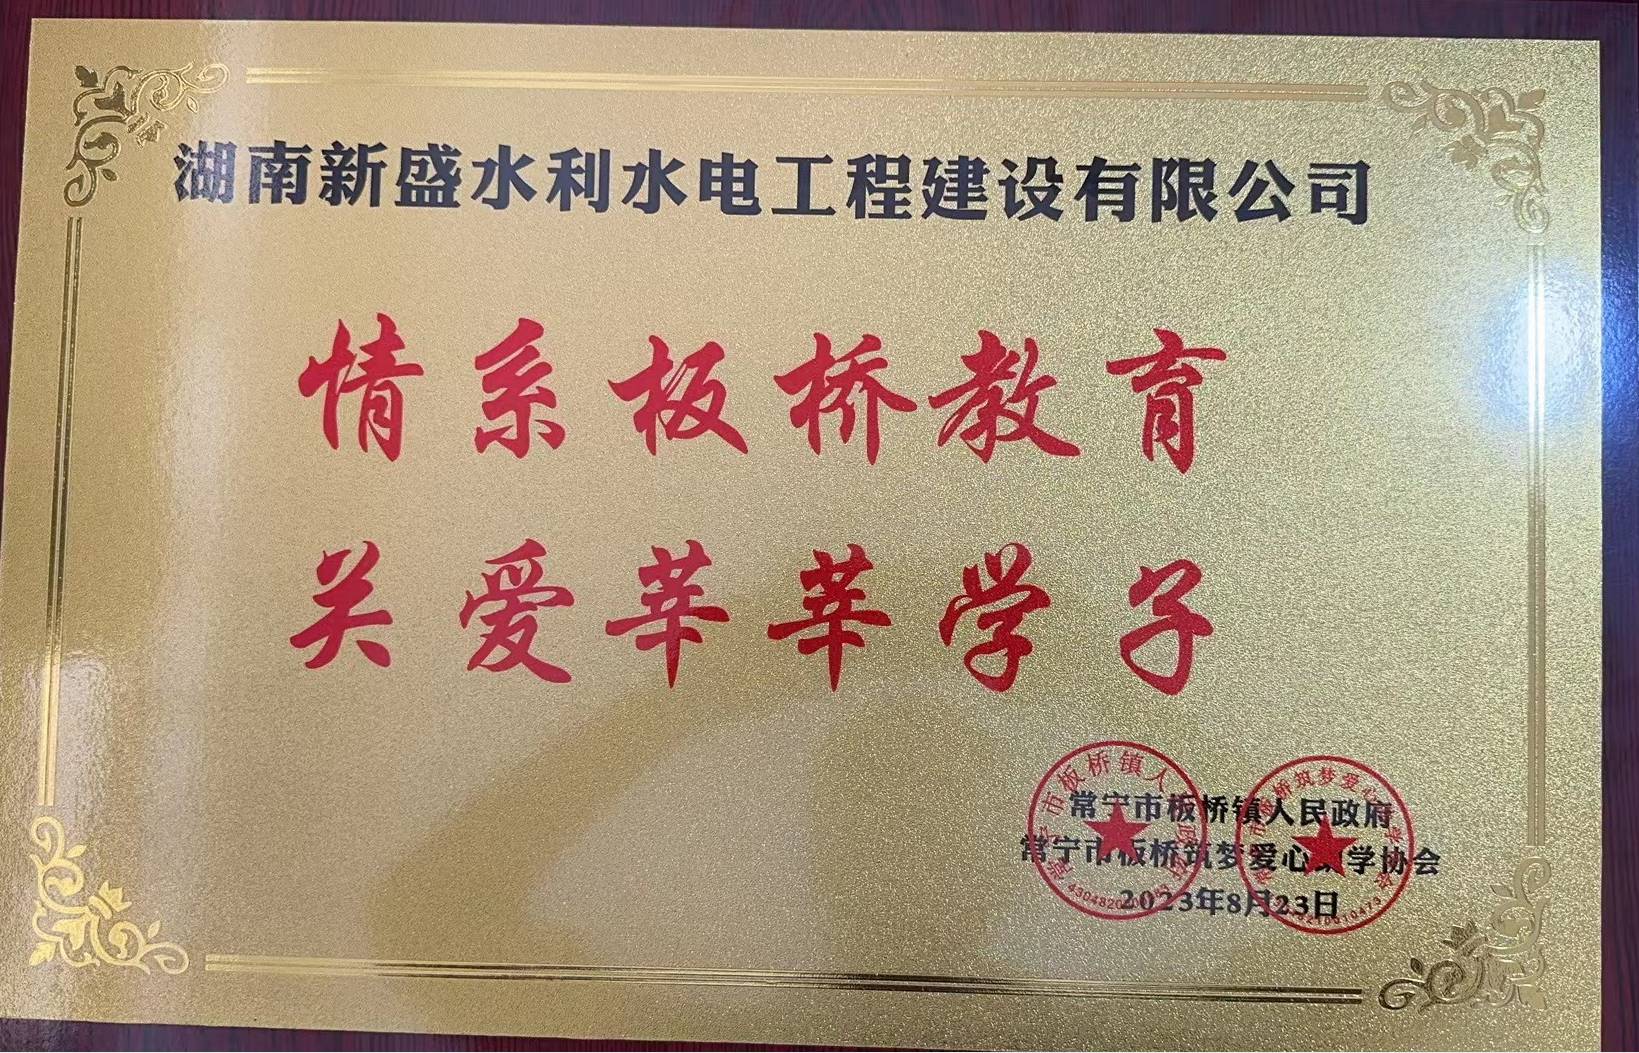 湖南新盛水利水电工程建设有限公司
情系板桥教育
关爱莘莘学子
常宁市板桥镇人民政府
常宁市板桥筑梦爱心助学协会
2023年8月23日